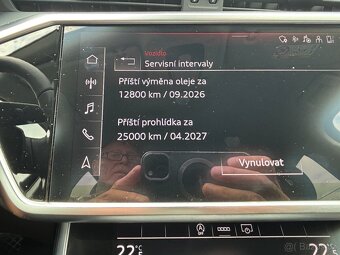 Vozidlo
Servisní intervaly
Příští výměna oleje za
12800 km / 09.2026
Příští prohlídka za
25000 km / 04.2027
Vynulovat
22°C
22°C